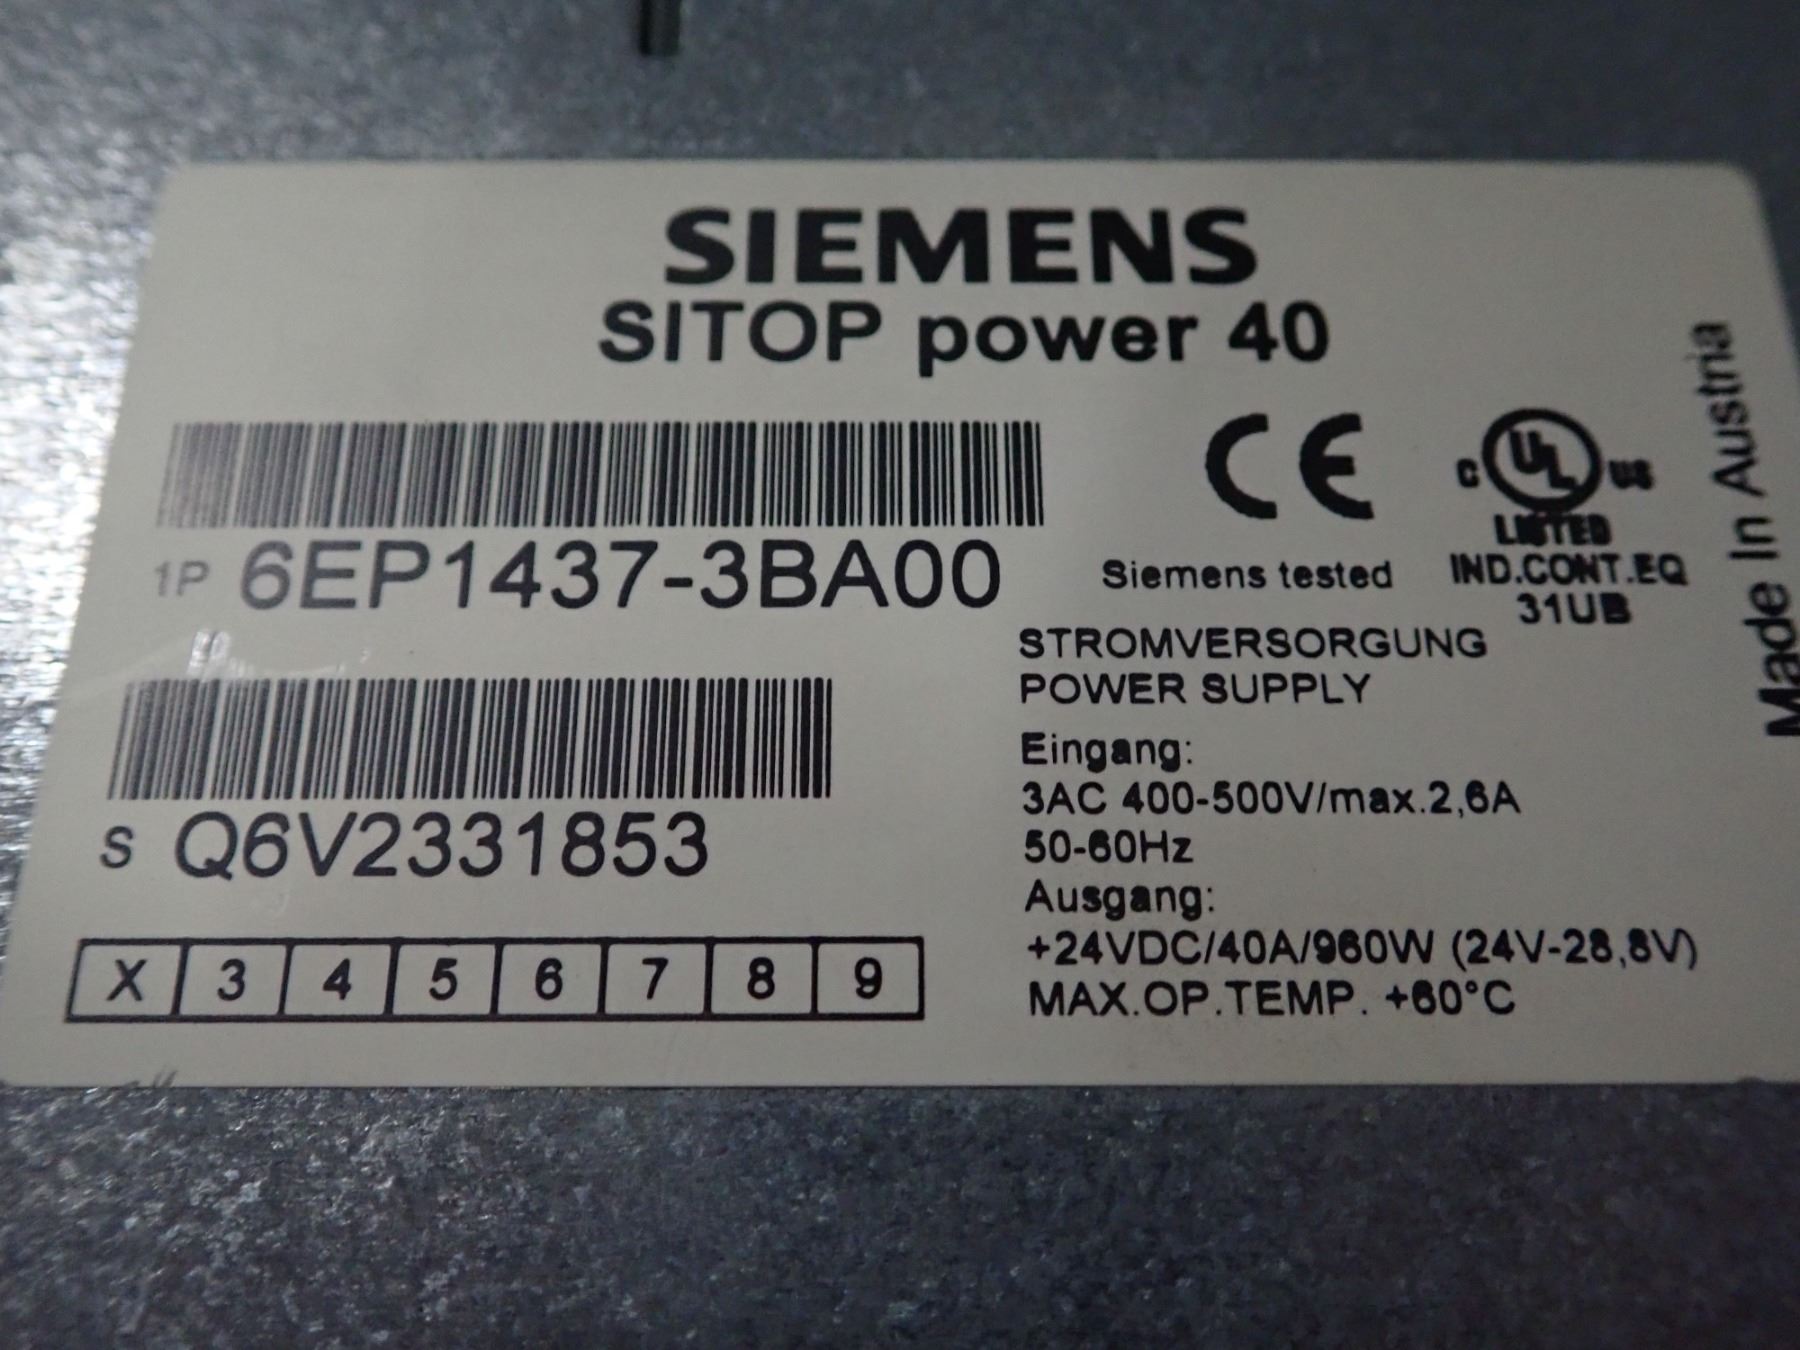 SIEMENS
SITOP power 40
1P 6EP1437-3BA00
S Q6V2331853
X 3 4 5 6 7 8 9
CE
Siemens tested
C UL US
LISTED
IND.CONT.EQ
31UB
STROMVERSORGUNG
POWER SUPPLY
Eingang:
3AC 400-500V/max.2,6A
50-60Hz
Ausgang:
+24VDC/40A/960W (24V-28,8V)
MAX.OP.TEMP. +60°C
Made In Austria